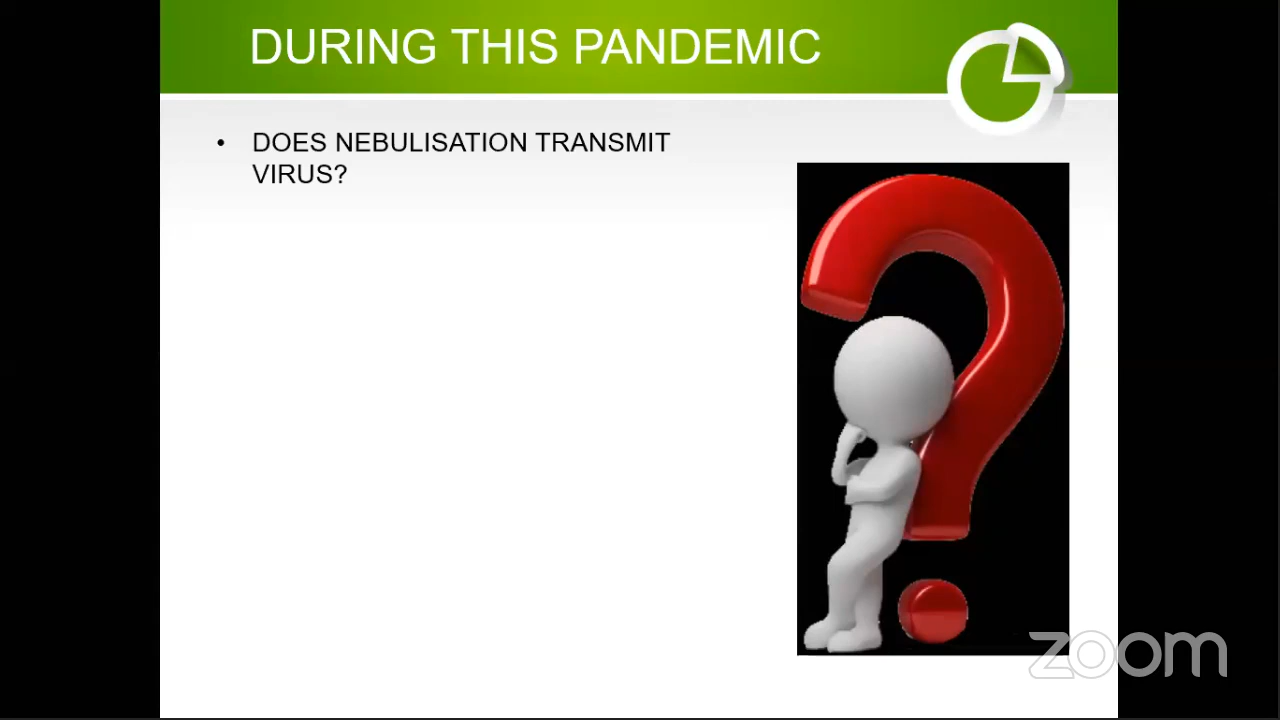 DURING THIS PANDEMIC
• DOES NEBULISATION TRANSMIT
VIRUS?
zoom